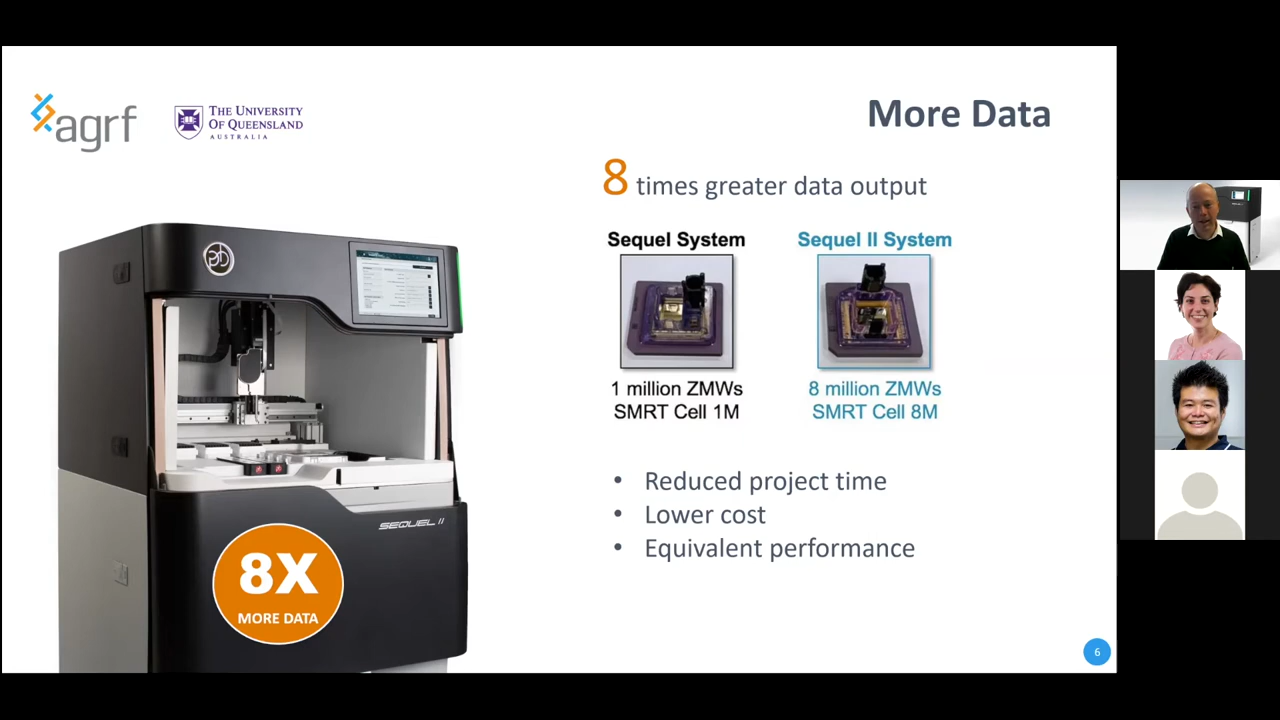 agrf
THE UNIVERSITY
OF QUEENSLAND
AUSTRALIA
More Data
8 times greater data output
Sequel System
Sequel II System
1 million ZMWs
SMRT Cell 1M
8 million ZMWs
SMRT Cell 8M
• Reduced project time
• Lower cost
• Equivalent performance
pb
SEQUEL II
8X
MORE DATA
6